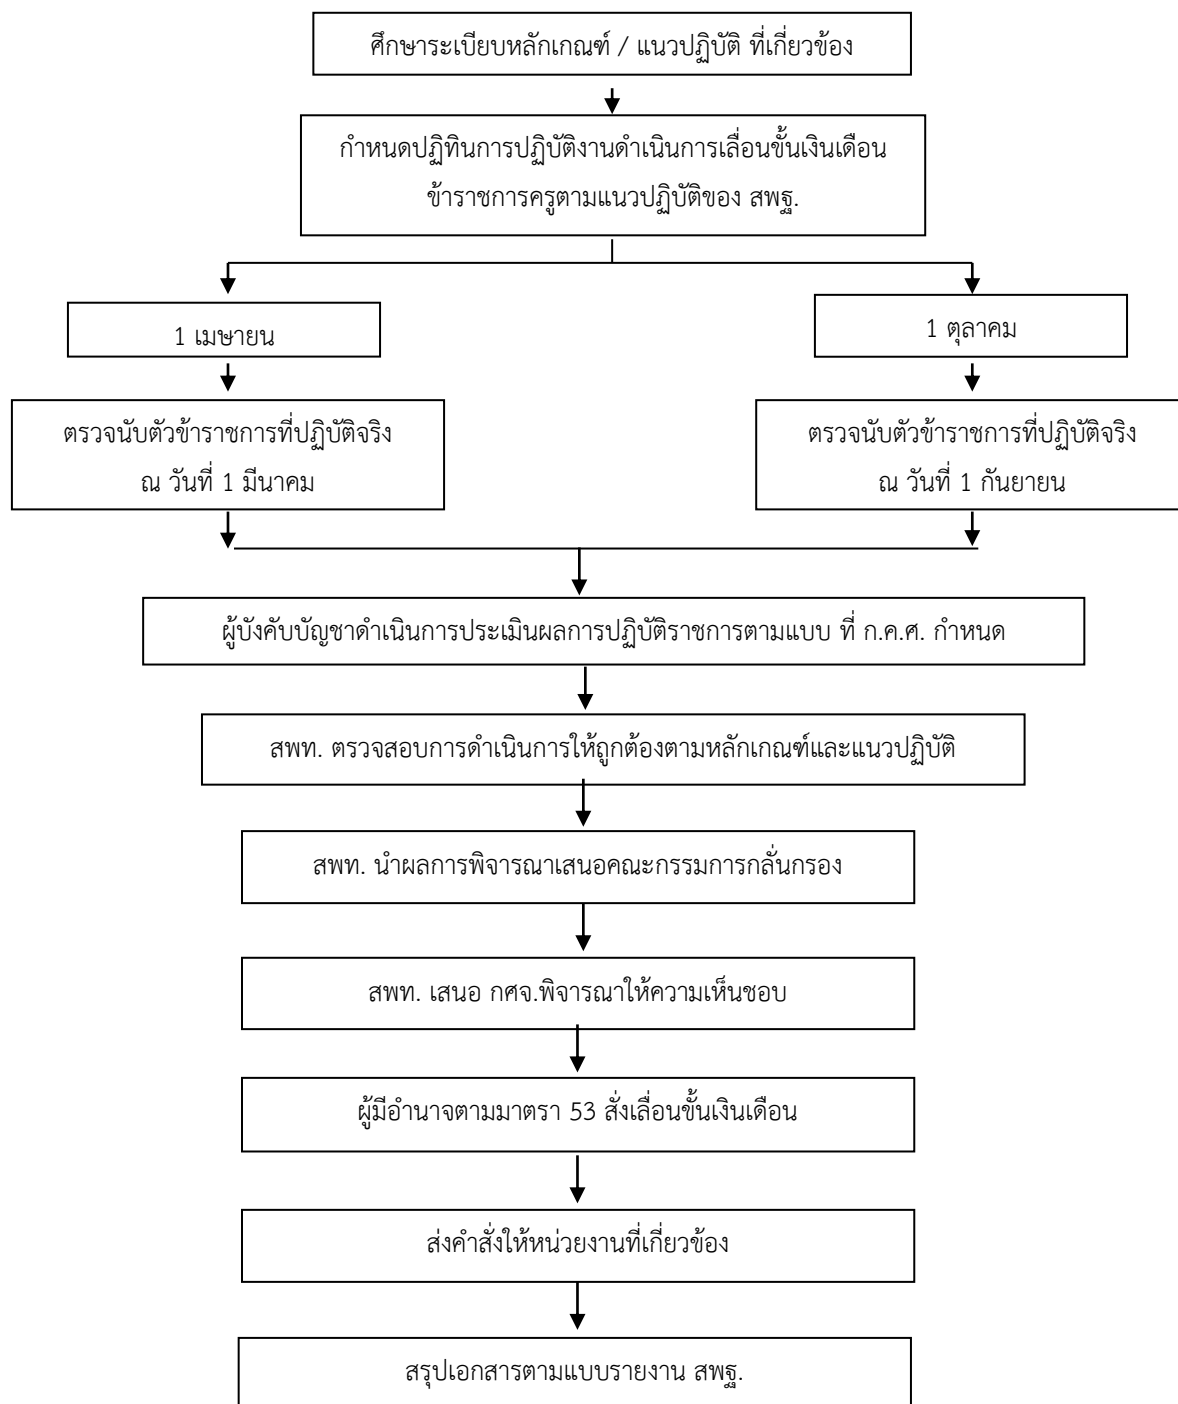 ศึกษาระเบียบหลักเกณฑ์ / แนวปฏิบัติ ที่เกี่ยวข้อง
กำหนดปฏิทินการปฏิบัติงานดำเนินการเลื่อนขั้นเงินเดือน
ข้าราชการครูตามแนวปฏิบัติของ สพฐ.
1 เมษายน
1 ตุลาคม
ตรวจนับตัวข้าราชการที่ปฏิบัติจริง
ณ วันที่ 1 มีนาคม
ตรวจนับตัวข้าราชการที่ปฏิบัติจริง
ณ วันที่ 1 กันยายน
ผู้บังคับบัญชาดำเนินการประเมินผลการปฏิบัติราชการตามแบบ ที่ ก.ค.ศ. กำหนด
สพท. ตรวจสอบการดำเนินการให้ถูกต้องตามหลักเกณฑ์และแนวปฏิบัติ
สพท. นำผลการพิจารณาเสนอคณะกรรมการกลั่นกรอง
สพท. เสนอ กศจ.พิจารณาให้ความเห็นชอบ
ผู้มีอำนาจตามมาตรา 53 สั่งเลื่อนขั้นเงินเดือน
ส่งคำสั่งให้หน่วยงานที่เกี่ยวข้อง
สรุปเอกสารตามแบบรายงาน สพฐ.